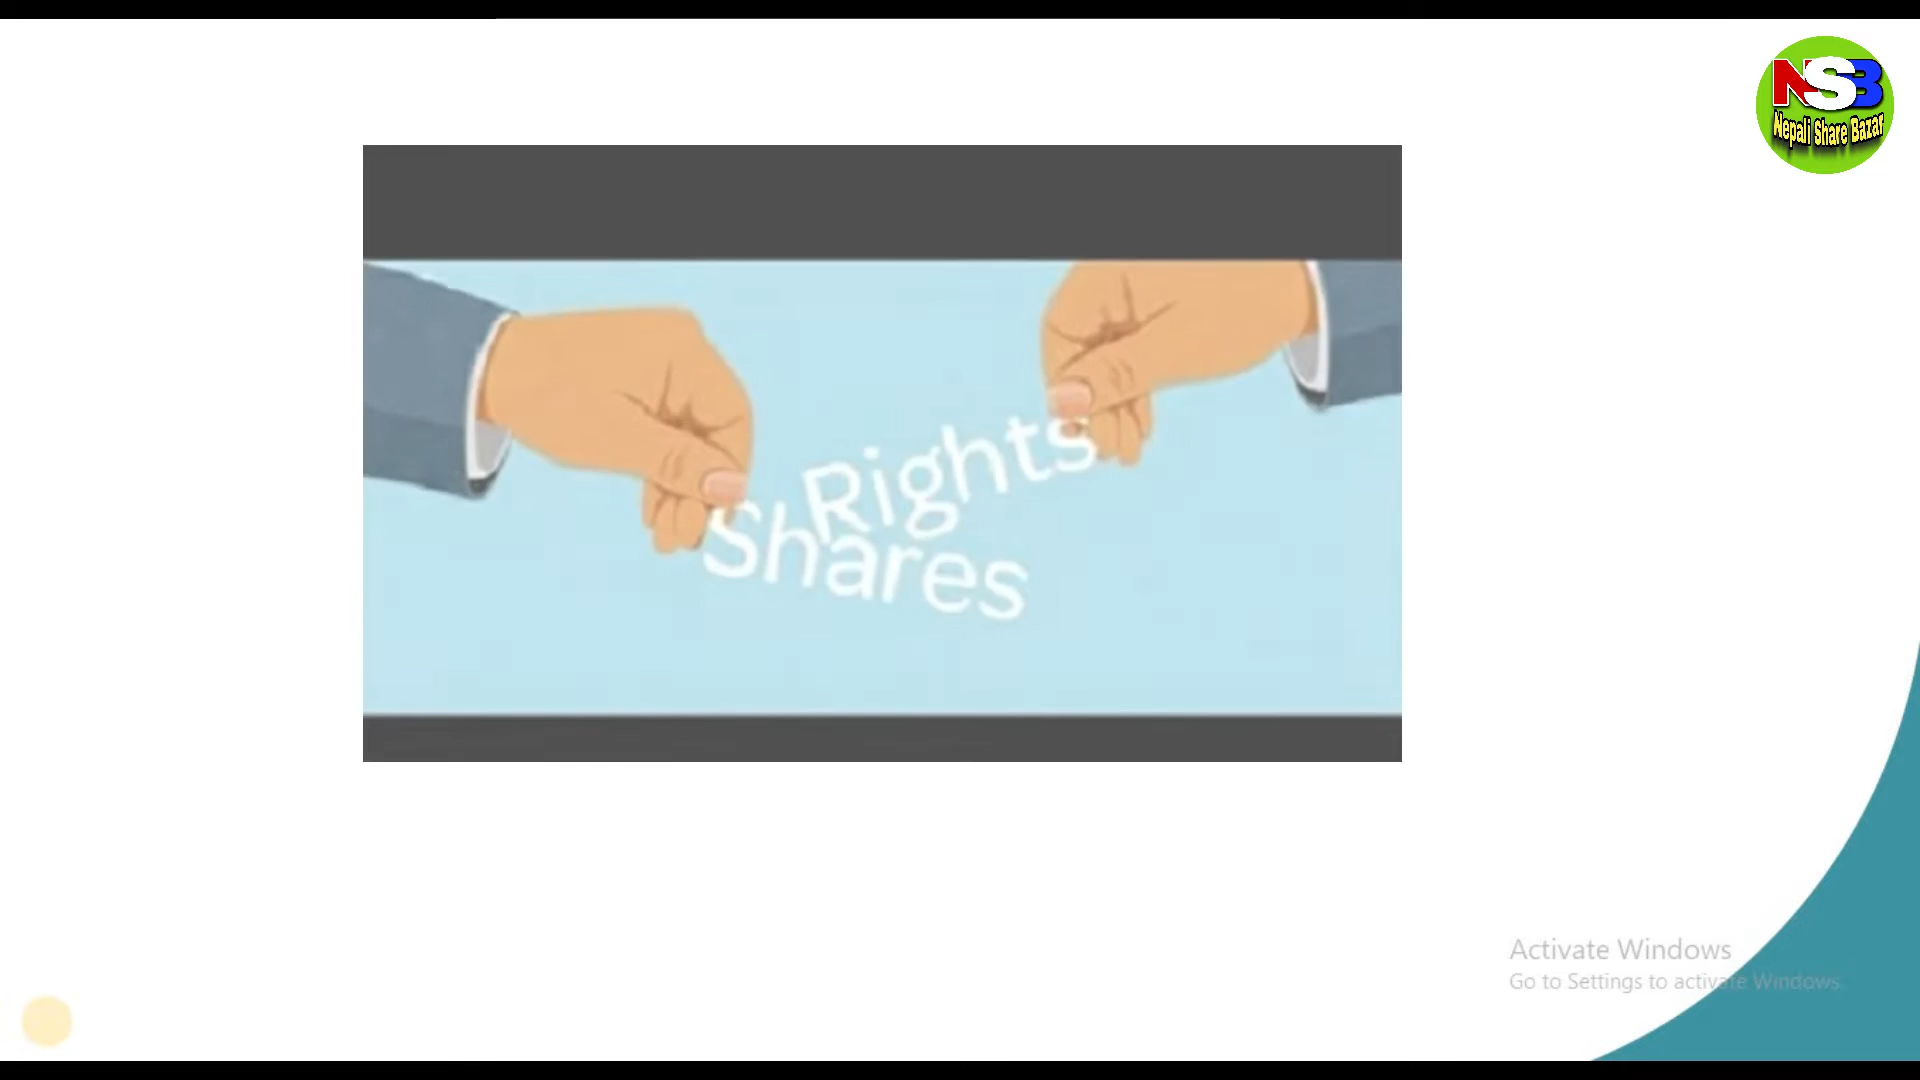 NSB
Nepali Share Bazar
Rights
Shares
Activate Windows
Go to Settings to activate Windows.